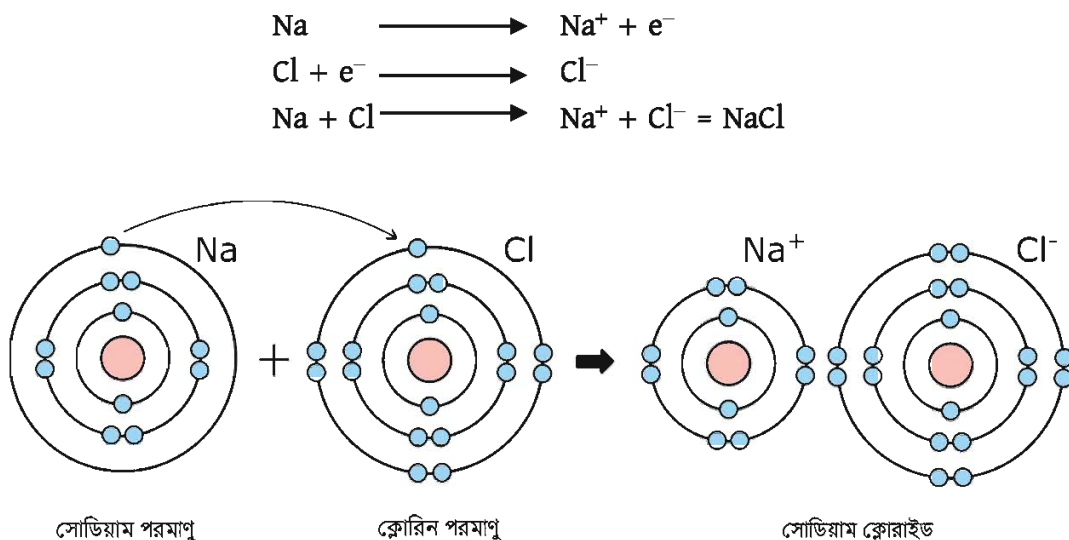 Na ⟶ Na⁺ + e⁻
Cl + e⁻ ⟶ Cl⁻
Na + Cl ⟶ Na⁺ + Cl⁻ = NaCl
Na Cl Na⁺ Cl⁻
+
সোডিয়াম পরমাণু ক্লোরিন পরমাণু সোডিয়াম ক্লোরাইড